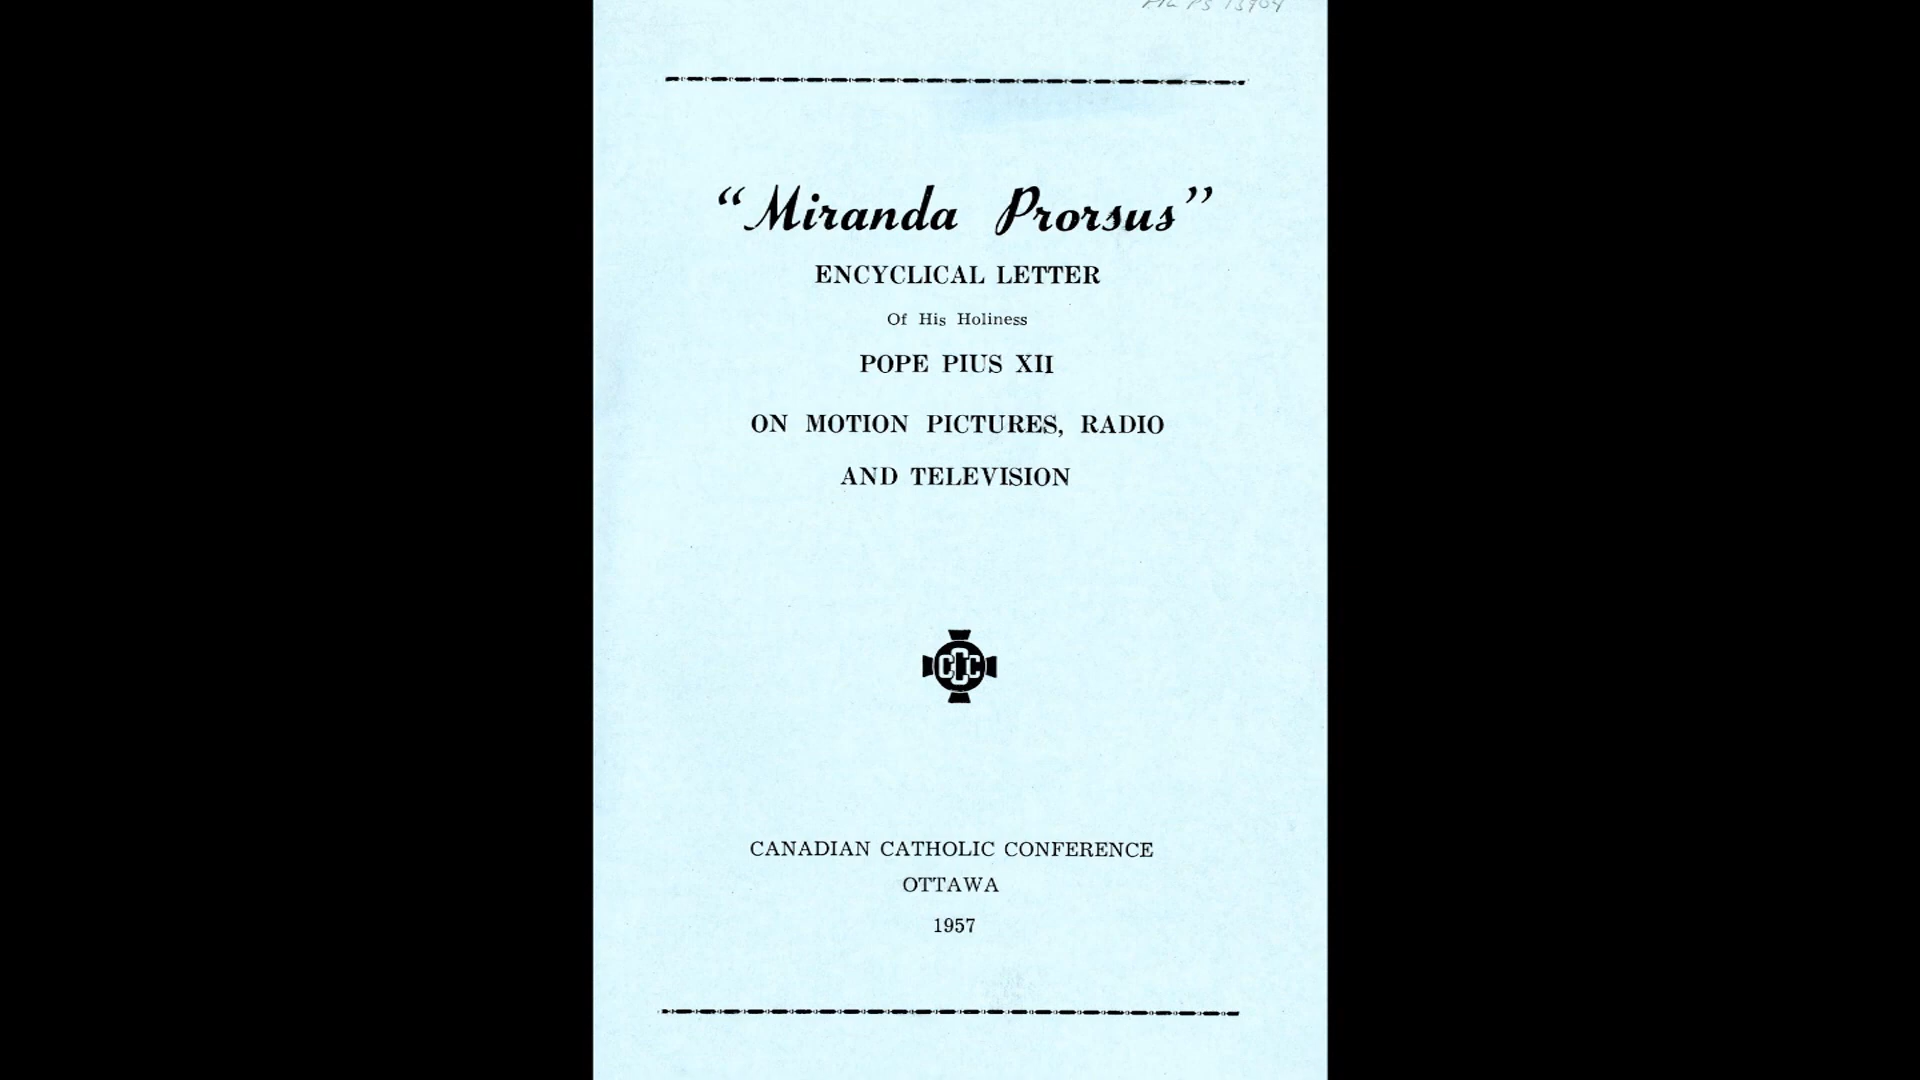 “Miranda Prorsus”
ENCYCLICAL LETTER
Of His Holiness
POPE PIUS XII
ON MOTION PICTURES, RADIO
AND TELEVISION
CCC
CANADIAN CATHOLIC CONFERENCE
OTTAWA
1957